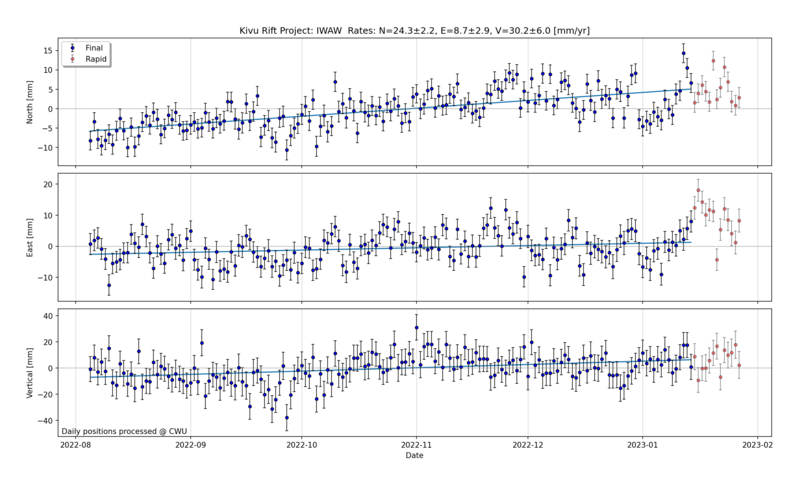 Kivu Rift Project: IWAW Rates: N=24.3±2.2, E=8.7±2.9, V=30.2±6.0 [mm/yr]
Final
Rapid
15
10
5
0
−5
−10
North [mm]
20
10
0
−10
East [mm]
40
20
0
−20
−40
Vertical [mm]
Daily positions processed @ CWU
2022-08
2022-09
2022-10
2022-11
2022-12
2023-01
2023-02
Date